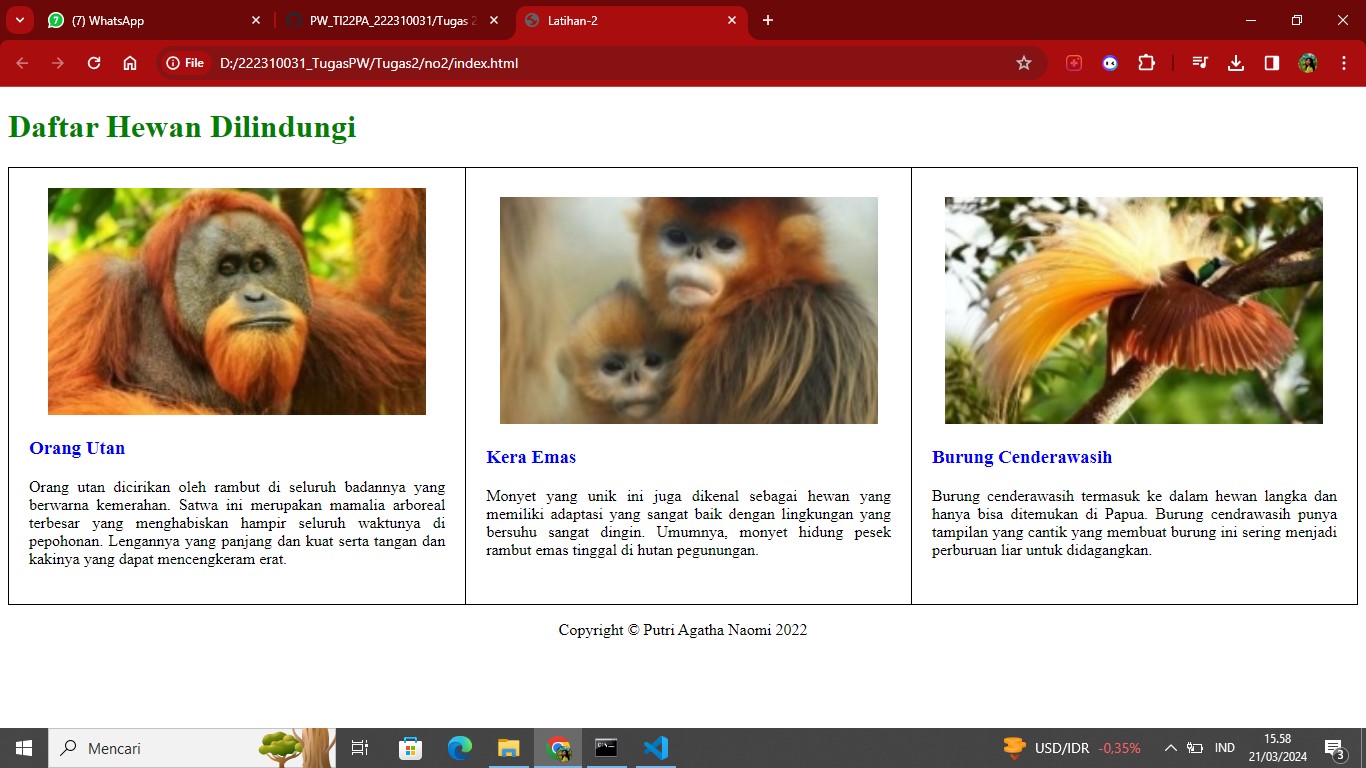 (7) WhatsApp
PW_TI22PA_222310031/Tugas 2
Latihan-2
File
D:/222310031_TugasPW/Tugas2/no2/index.html
Daftar Hewan Dilindungi
Orang Utan
Orang utan dicirikan oleh rambut di seluruh badannya yang
berwarna kemerahan. Satwa ini merupakan mamalia arboreal
terbesar yang menghabiskan hampir seluruh waktunya di
pepohonan. Lengannya yang panjang dan kuat serta tangan dan
kakinya yang dapat mencengkeram erat.
Kera Emas
Monyet yang unik ini juga dikenal sebagai hewan yang
memiliki adaptasi yang sangat baik dengan lingkungan yang
bersuhu sangat dingin. Umumnya, monyet hidung pesek
rambut emas tinggal di hutan pegunungan.
Burung Cenderawasih
Burung cenderawasih termasuk ke dalam hewan langka dan
hanya bisa ditemukan di Papua. Burung cendrawasih punya
tampilan yang cantik yang membuat burung ini sering menjadi
perburuan liar untuk didagangkan.
Copyright © Putri Agatha Naomi 2022
Mencari
USD/IDR -0,35%
IND
15.58
21/03/2024
3